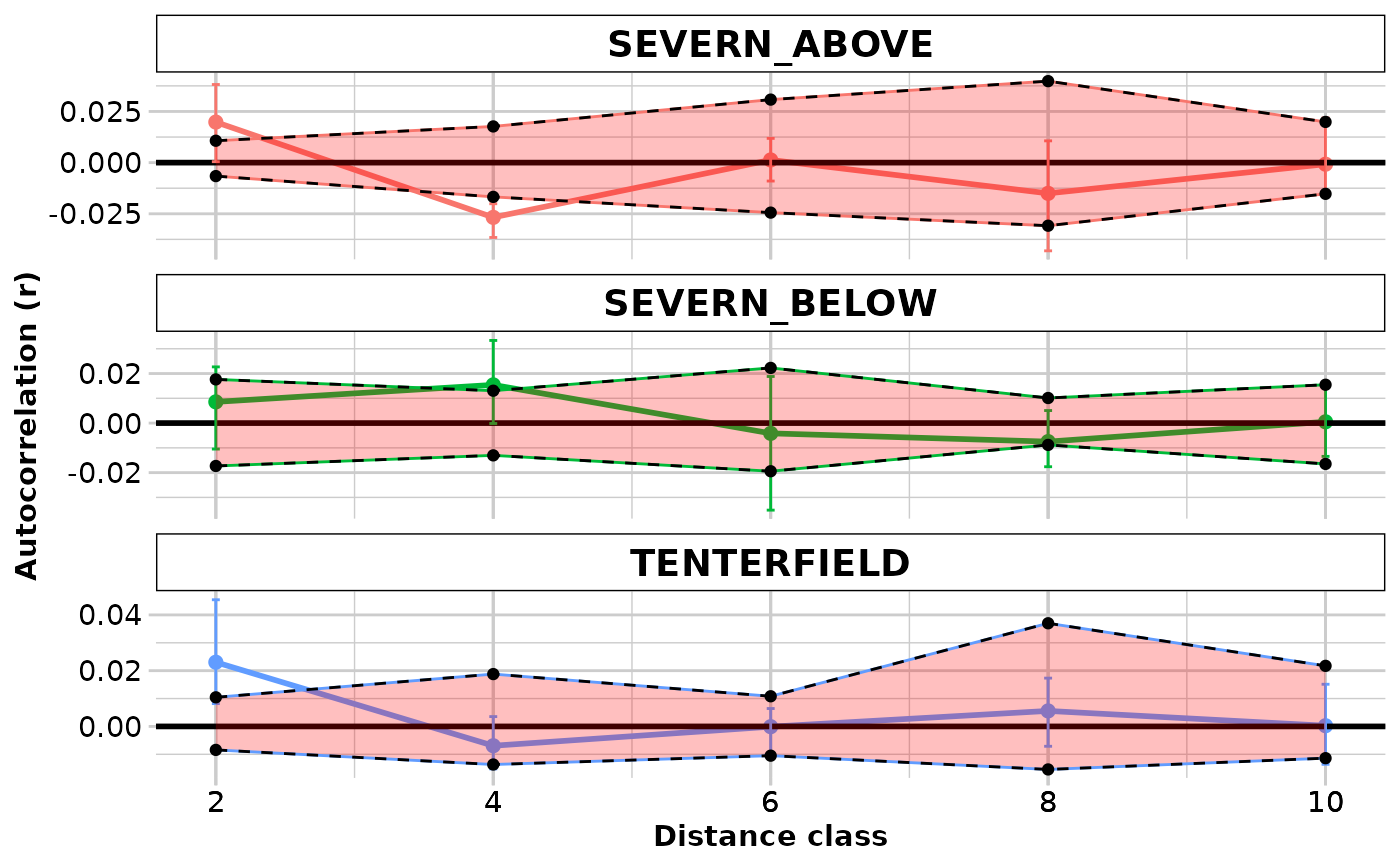 SEVERN_ABOVE
0.025
0.000
-0.025
SEVERN_BELOW
0.02
0.00
-0.02
TENTERFIELD
0.04
0.02
0.00
2 4 6 8 10
Distance class
Autocorrelation (r)